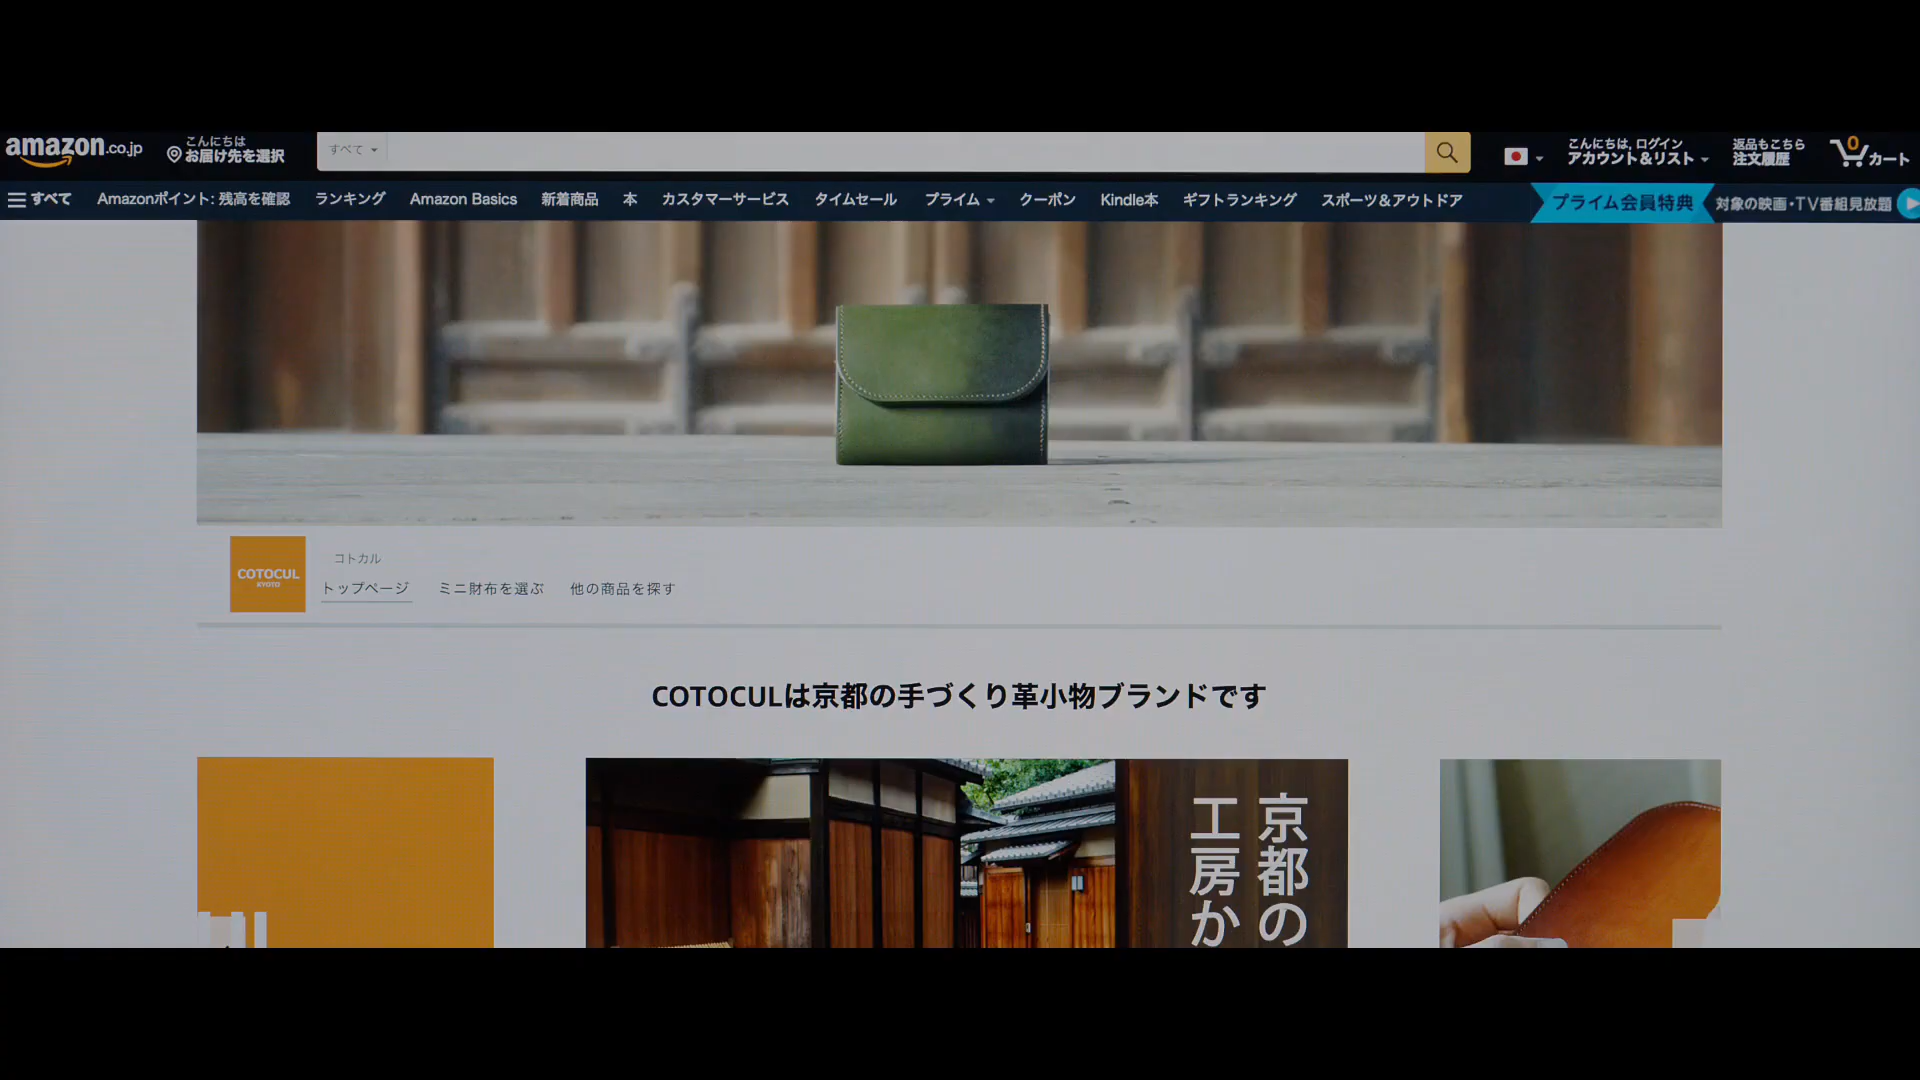 amazon.co.jp
こんにちは
お届け先を選択
すべて
こんにちは, ログイン
アカウント&リスト
返品もこちら
注文履歴
0
カート
すべて
Amazonポイント: 残高を確認
ランキング
Amazon Basics
新着商品
本
カスタマーサービス
タイムセール
プライム
クーポン
Kindle本
ギフトランキング
スポーツ&アウトドア
プライム会員特典
対象の映画・TV番組見放題
COTOCUL
KYOTO
コトカル
トップページ
ミニ財布を選ぶ
他の商品を探す
COTOCULは京都の手づくり革小物ブランドです
京都の
工房か